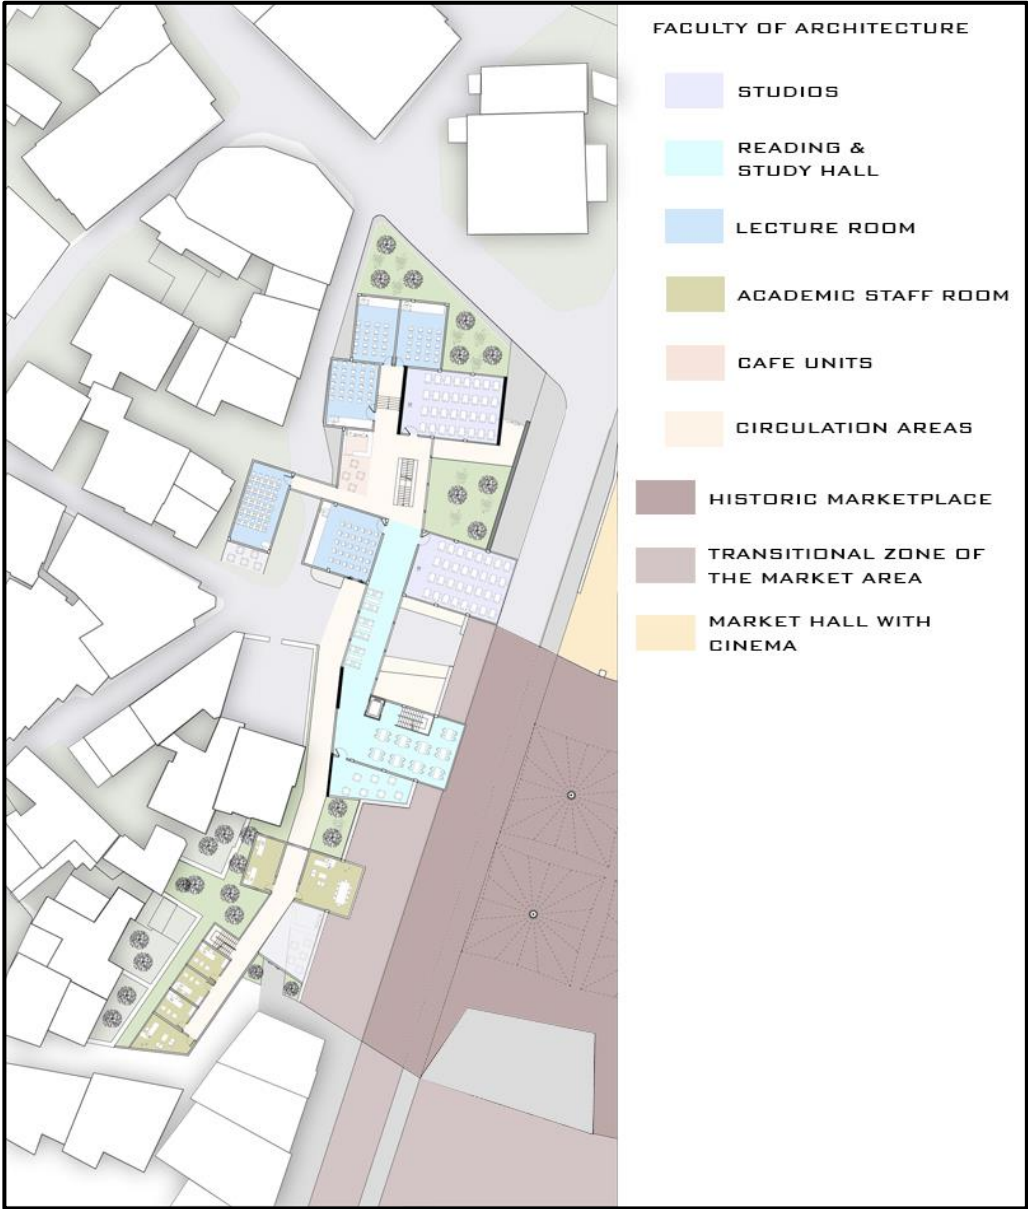 FACULTY OF ARCHITECTURE
STUDIOS
READING &
STUDY HALL
LECTURE ROOM
ACADEMIC STAFF ROOM
CAFE UNITS
CIRCULATION AREAS
HISTORIC MARKETPLACE
TRANSITIONAL ZONE OF
THE MARKET AREA
MARKET HALL WITH
CINEMA